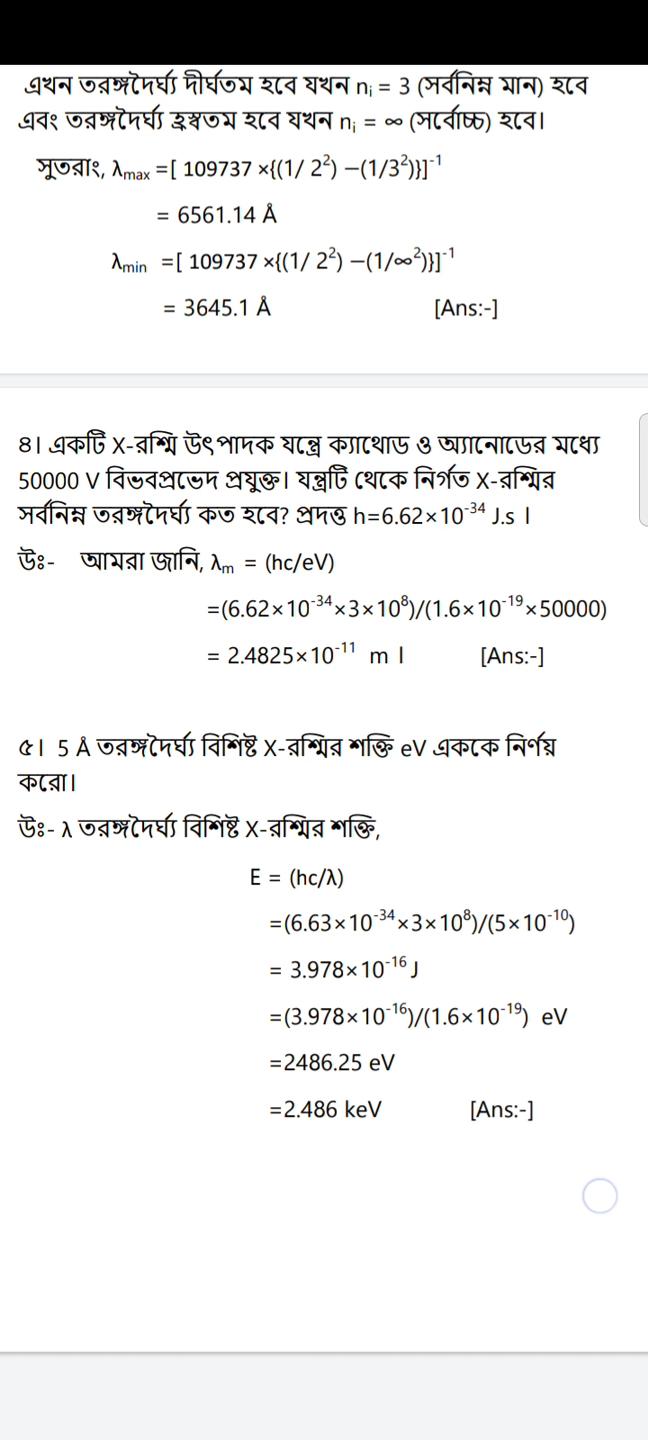 এখন তরঙ্গদৈর্ঘ্য দীর্ঘতম হবে যখন nᵢ = 3 (সর্বনিম্ন মান) হবে
এবং তরঙ্গদৈর্ঘ্য হ্রস্বতম হবে যখন nᵢ = ∞ (সর্বোচ্চ) হবে।
সুতরাং, λₘₐₓ =[ 109737 ×{(1/ 2²) −(1/3²)}]⁻¹
= 6561.14 Å
λₘᵢₙ =[ 109737 ×{(1/ 2²) −(1/∞²)}]⁻¹
= 3645.1 Å [Ans:-]
৪। একটি X-রশ্মি উৎপাদক যন্ত্রে ক্যাথোড ও অ্যানোডের মধ্যে
50000 V বিভবপ্রভেদ প্রযুক্ত। যন্ত্রটি থেকে নির্গত X-রশ্মির
সর্বনিম্ন তরঙ্গদৈর্ঘ্য কত হবে? প্রদত্ত h=6.62×10⁻³⁴ J.s ।
উঃ- আমরা জানি, λₘ = (hc/eV)
=(6.62×10⁻³⁴×3×10⁸)/(1.6×10⁻¹⁹×50000)
= 2.4825×10⁻¹¹ m । [Ans:-]
৫। 5 Å তরঙ্গদৈর্ঘ্য বিশিষ্ট X-রশ্মির শক্তি eV এককে নির্ণয়
করো।
উঃ- λ তরঙ্গদৈর্ঘ্য বিশিষ্ট X-রশ্মির শক্তি,
E = (hc/λ)
=(6.63×10⁻³⁴×3×10⁸)/(5×10⁻¹⁰)
= 3.978×10⁻¹⁶ J
=(3.978×10⁻¹⁶)/(1.6×10⁻¹⁹) eV
=2486.25 eV
=2.486 keV [Ans:-]